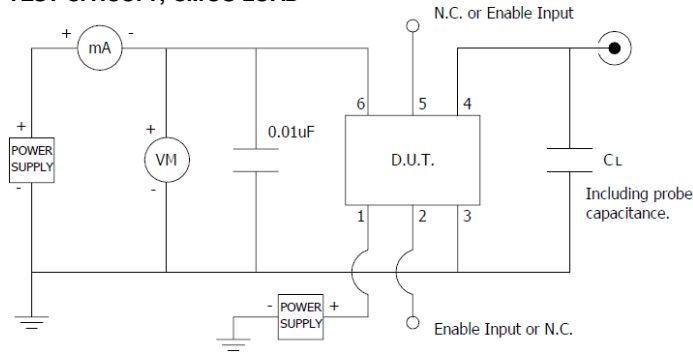 TEST CIRCUIT, CMOS LOAD
N.C. or Enable Input
+ mA -
6 5 4
+
POWER
SUPPLY
-
+
VM
-
0.01uF
D.U.T.
CL
Including probe
capacitance.
1 2 3
- POWER +
SUPPLY
Enable Input or N.C.